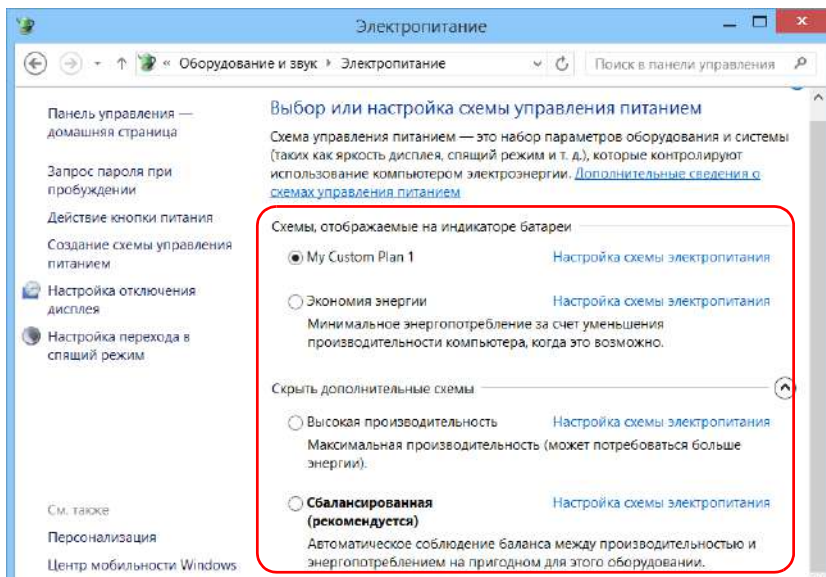 Электропитание
« Оборудование и звук Электропитание
Поиск в панели управления
Панель управления —
домашняя страница
Запрос пароля при
пробуждении
Действие кнопки питания
Создание схемы управления
питанием
Настройка отключения
дисплея
Настройка перехода в
спящий режим
См. также
Персонализация
Центр мобильности Windows
Выбор или настройка схемы управления питанием
Схема управления питанием — это набор параметров оборудования и системы
(таких как яркость дисплея, спящий режим и т. д.), которые контролируют
использование компьютером электроэнергии. Дополнительные сведения о
схемах управления питанием
Схемы, отображаемые на индикаторе батареи
My Custom Plan 1 Настройка схемы электропитания
Экономия энергии Настройка схемы электропитания
Минимальное энергопотребление за счет уменьшения
производительности компьютера, когда это возможно.
Скрыть дополнительные схемы
Высокая производительность Настройка схемы электропитания
Максимальная производительность (может потребоваться больше
энергии).
Сбалансированная Настройка схемы электропитания
(рекомендуется)
Автоматическое соблюдение баланса между производительностью и
энергопотреблением на пригодном для этого оборудовании.